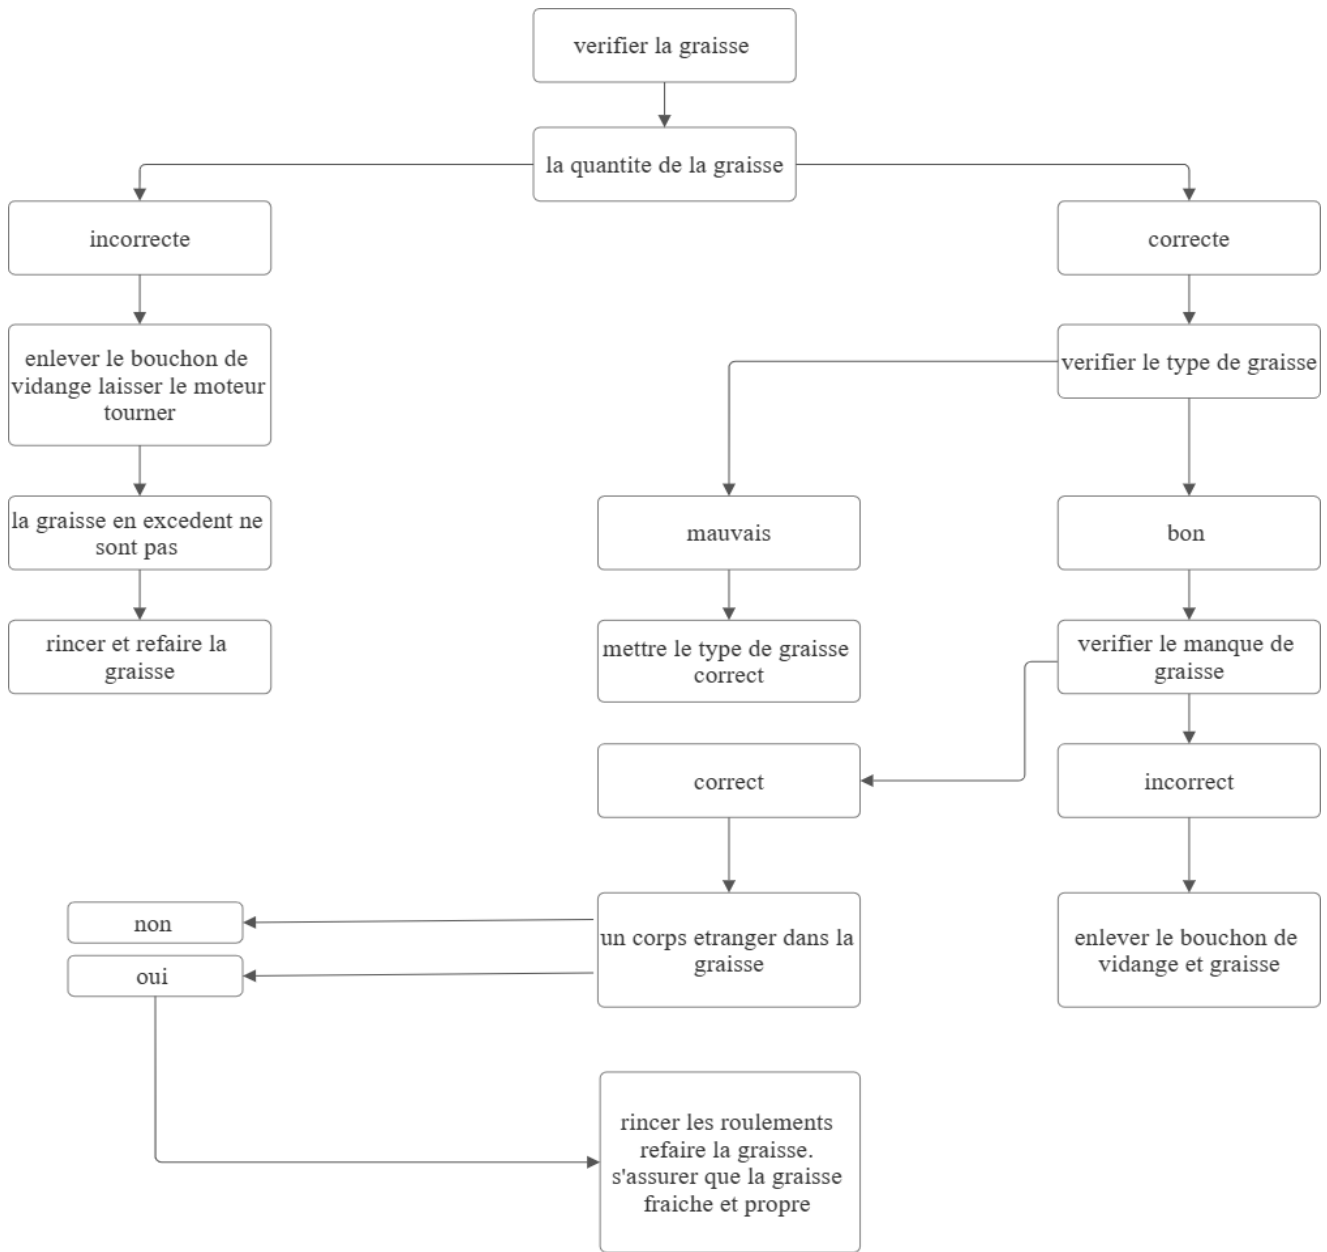 verifier la graisse
la quantite de la graisse
incorrecte
correcte
enlever le bouchon de
vidange laisser le moteur
tourner
verifier le type de graisse
la graisse en excedent ne
sont pas
mauvais
bon
rincer et refaire la
graisse
mettre le type de graisse
correct
verifier le manque de
graisse
correct
incorrect
non
oui
un corps etranger dans la
graisse
enlever le bouchon de
vidange et graisse
rincer les roulements
refaire la graisse.
s'assurer que la graisse
fraiche et propre